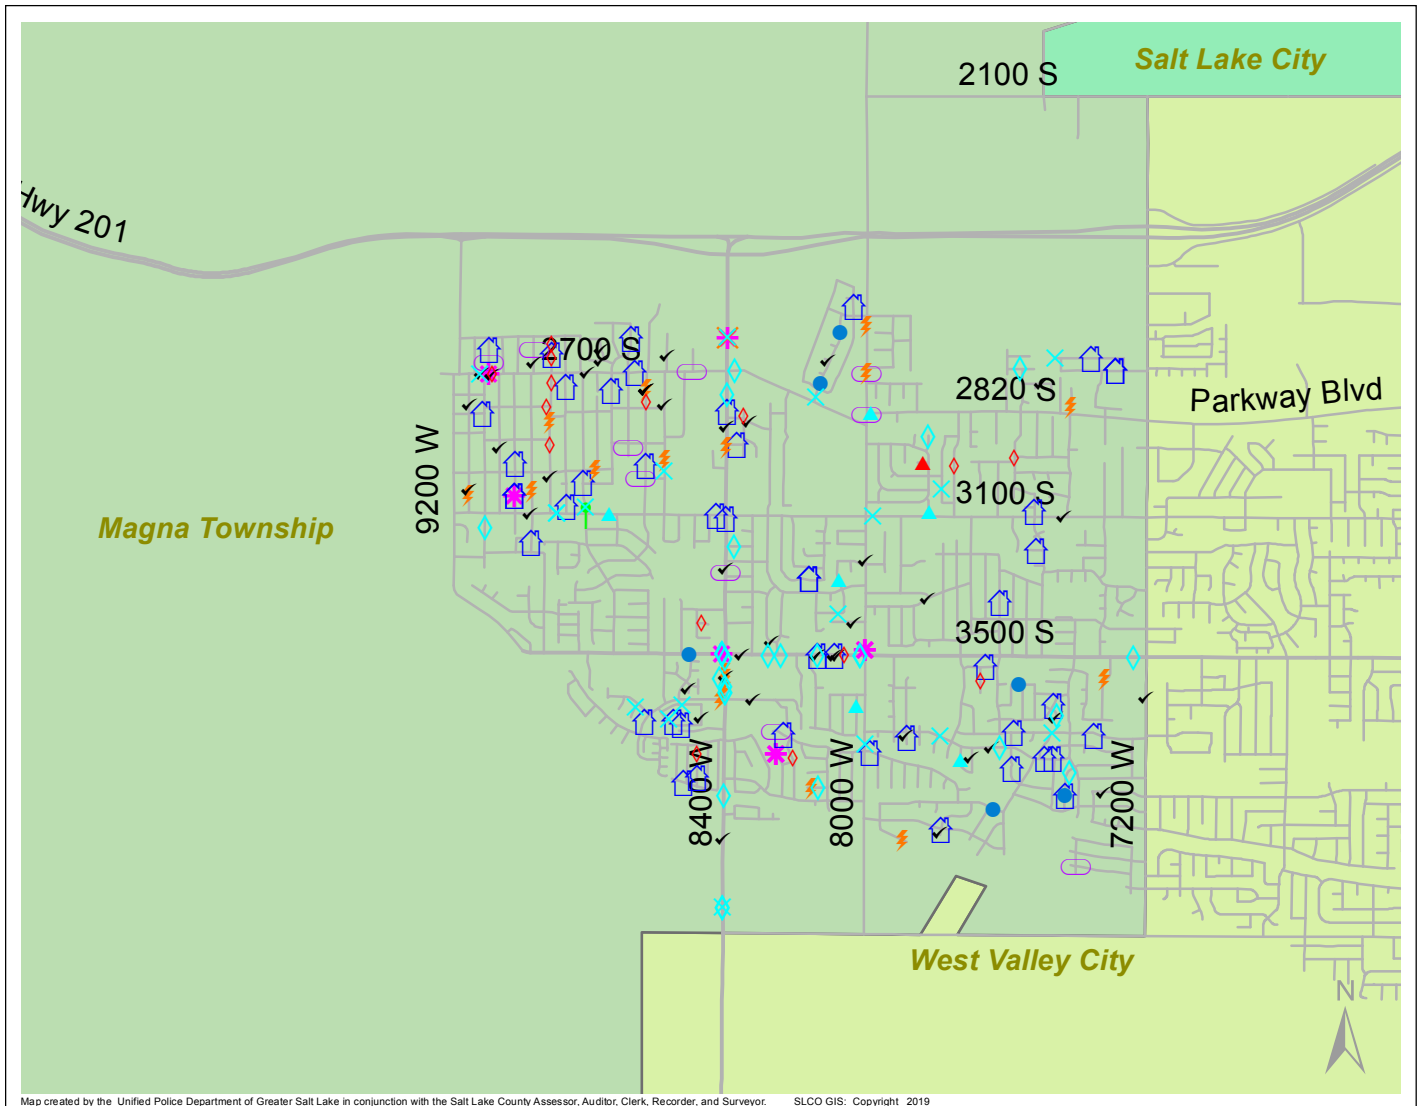 Salt Lake City
2100 S
Hwy 201
2700 S
2820 S
Parkway Blvd
9200 W
3100 S
Magna Township
3500 S
8400 W
8000 W
7200 W
West Valley City
N
Map created by the Unified Police Department of Greater Salt Lake in conjunction with the Salt Lake County Assessor, Auditor, Clerk, Recorder, and Surveyor. SLCO GIS: Copyright 2019